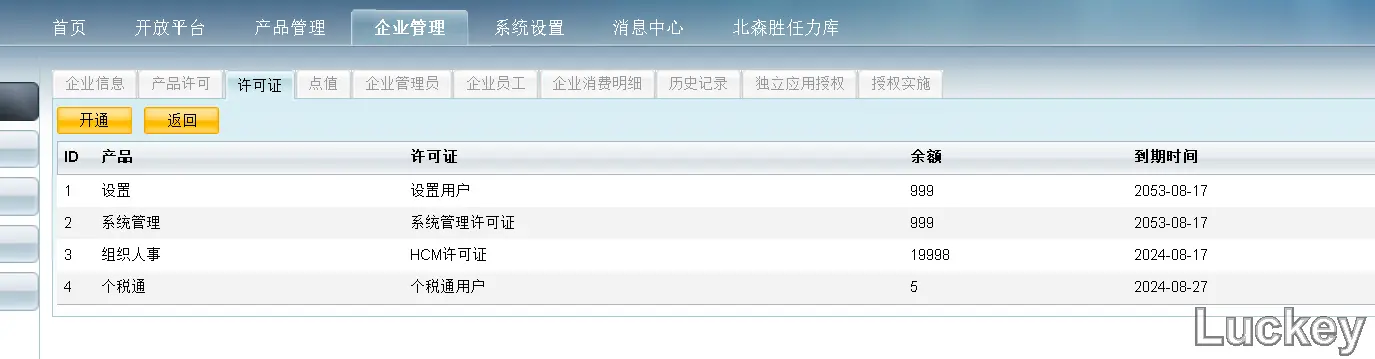 首页 开放平台 产品管理 企业管理 系统设置 消息中心 北森胜任力库
企业信息 产品许可 许可证 点值 企业管理员 企业员工 企业消费明细 历史记录 独立应用授权 授权实施
开通 返回
ID 产品 许可证 余额 到期时间
1 设置 设置用户 999 2053-08-17
2 系统管理 系统管理许可证 999 2053-08-17
3 组织人事 HCM许可证 19998 2024-08-17
4 个税通 个税通用户 5 2024-08-27
Luckey